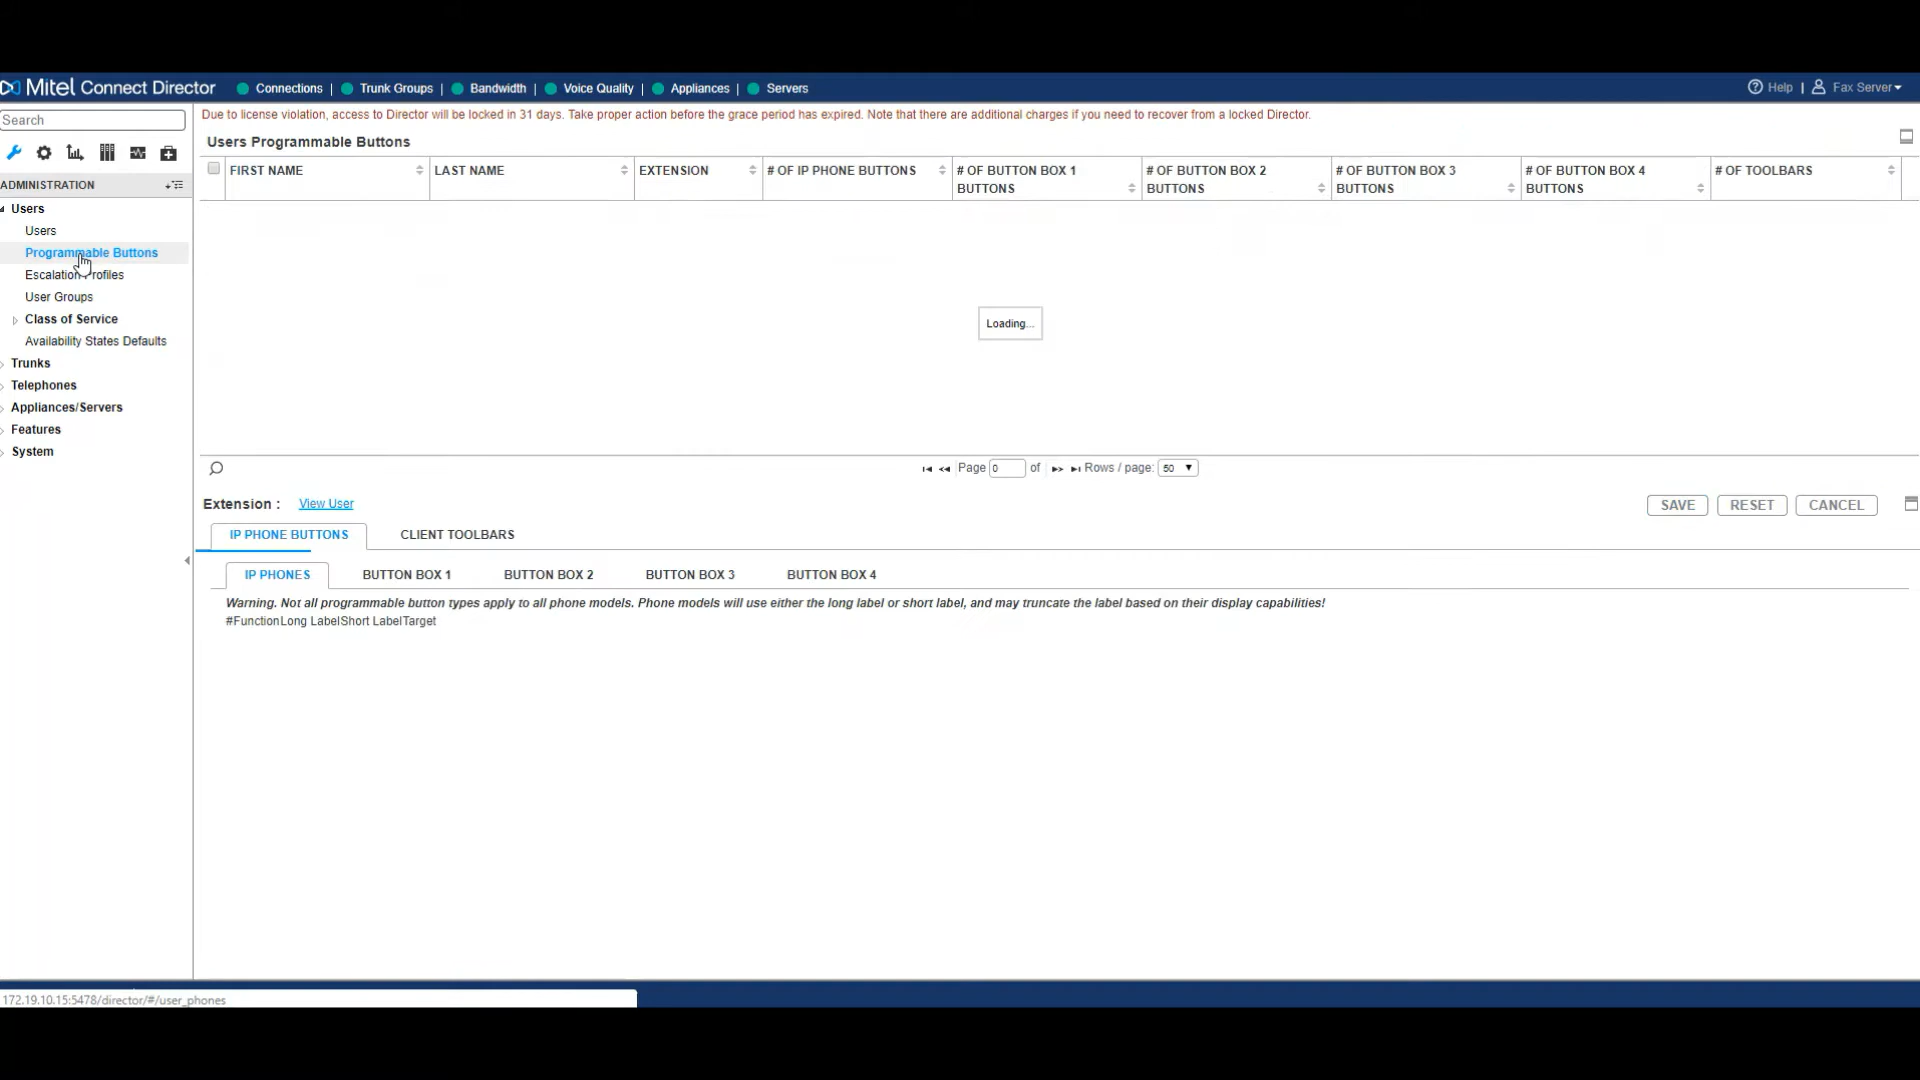 Mitel Connect Director
Connections | Trunk Groups | Bandwidth | Voice Quality | Appliances | Servers
Help | Fax Server
Search
Due to license violation, access to Director will be locked in 31 days. Take proper action before the grace period has expired. Note that there are additional charges if you need to recover from a locked Director.
Users Programmable Buttons
FIRST NAME
LAST NAME
EXTENSION
# OF IP PHONE BUTTONS
# OF BUTTON BOX 1
BUTTONS
# OF BUTTON BOX 2
BUTTONS
# OF BUTTON BOX 3
BUTTONS
# OF BUTTON BOX 4
BUTTONS
# OF TOOLBARS
ADMINISTRATION
Users
Users
Programmable Buttons
Escalation Profiles
User Groups
Class of Service
Availability States Defaults
Trunks
Telephones
Appliances/Servers
Features
System
Loading...
Page 0 of Rows / page: 50
Extension : View User
SAVE RESET CANCEL
IP PHONE BUTTONS CLIENT TOOLBARS
IP PHONES BUTTON BOX 1 BUTTON BOX 2 BUTTON BOX 3 BUTTON BOX 4
Warning. Not all programmable button types apply to all phone models. Phone models will use either the long label or short label, and may truncate the label based on their display capabilities!
#FunctionLong LabelShort LabelTarget
172.19.10.15:5478/director/#/user_phones